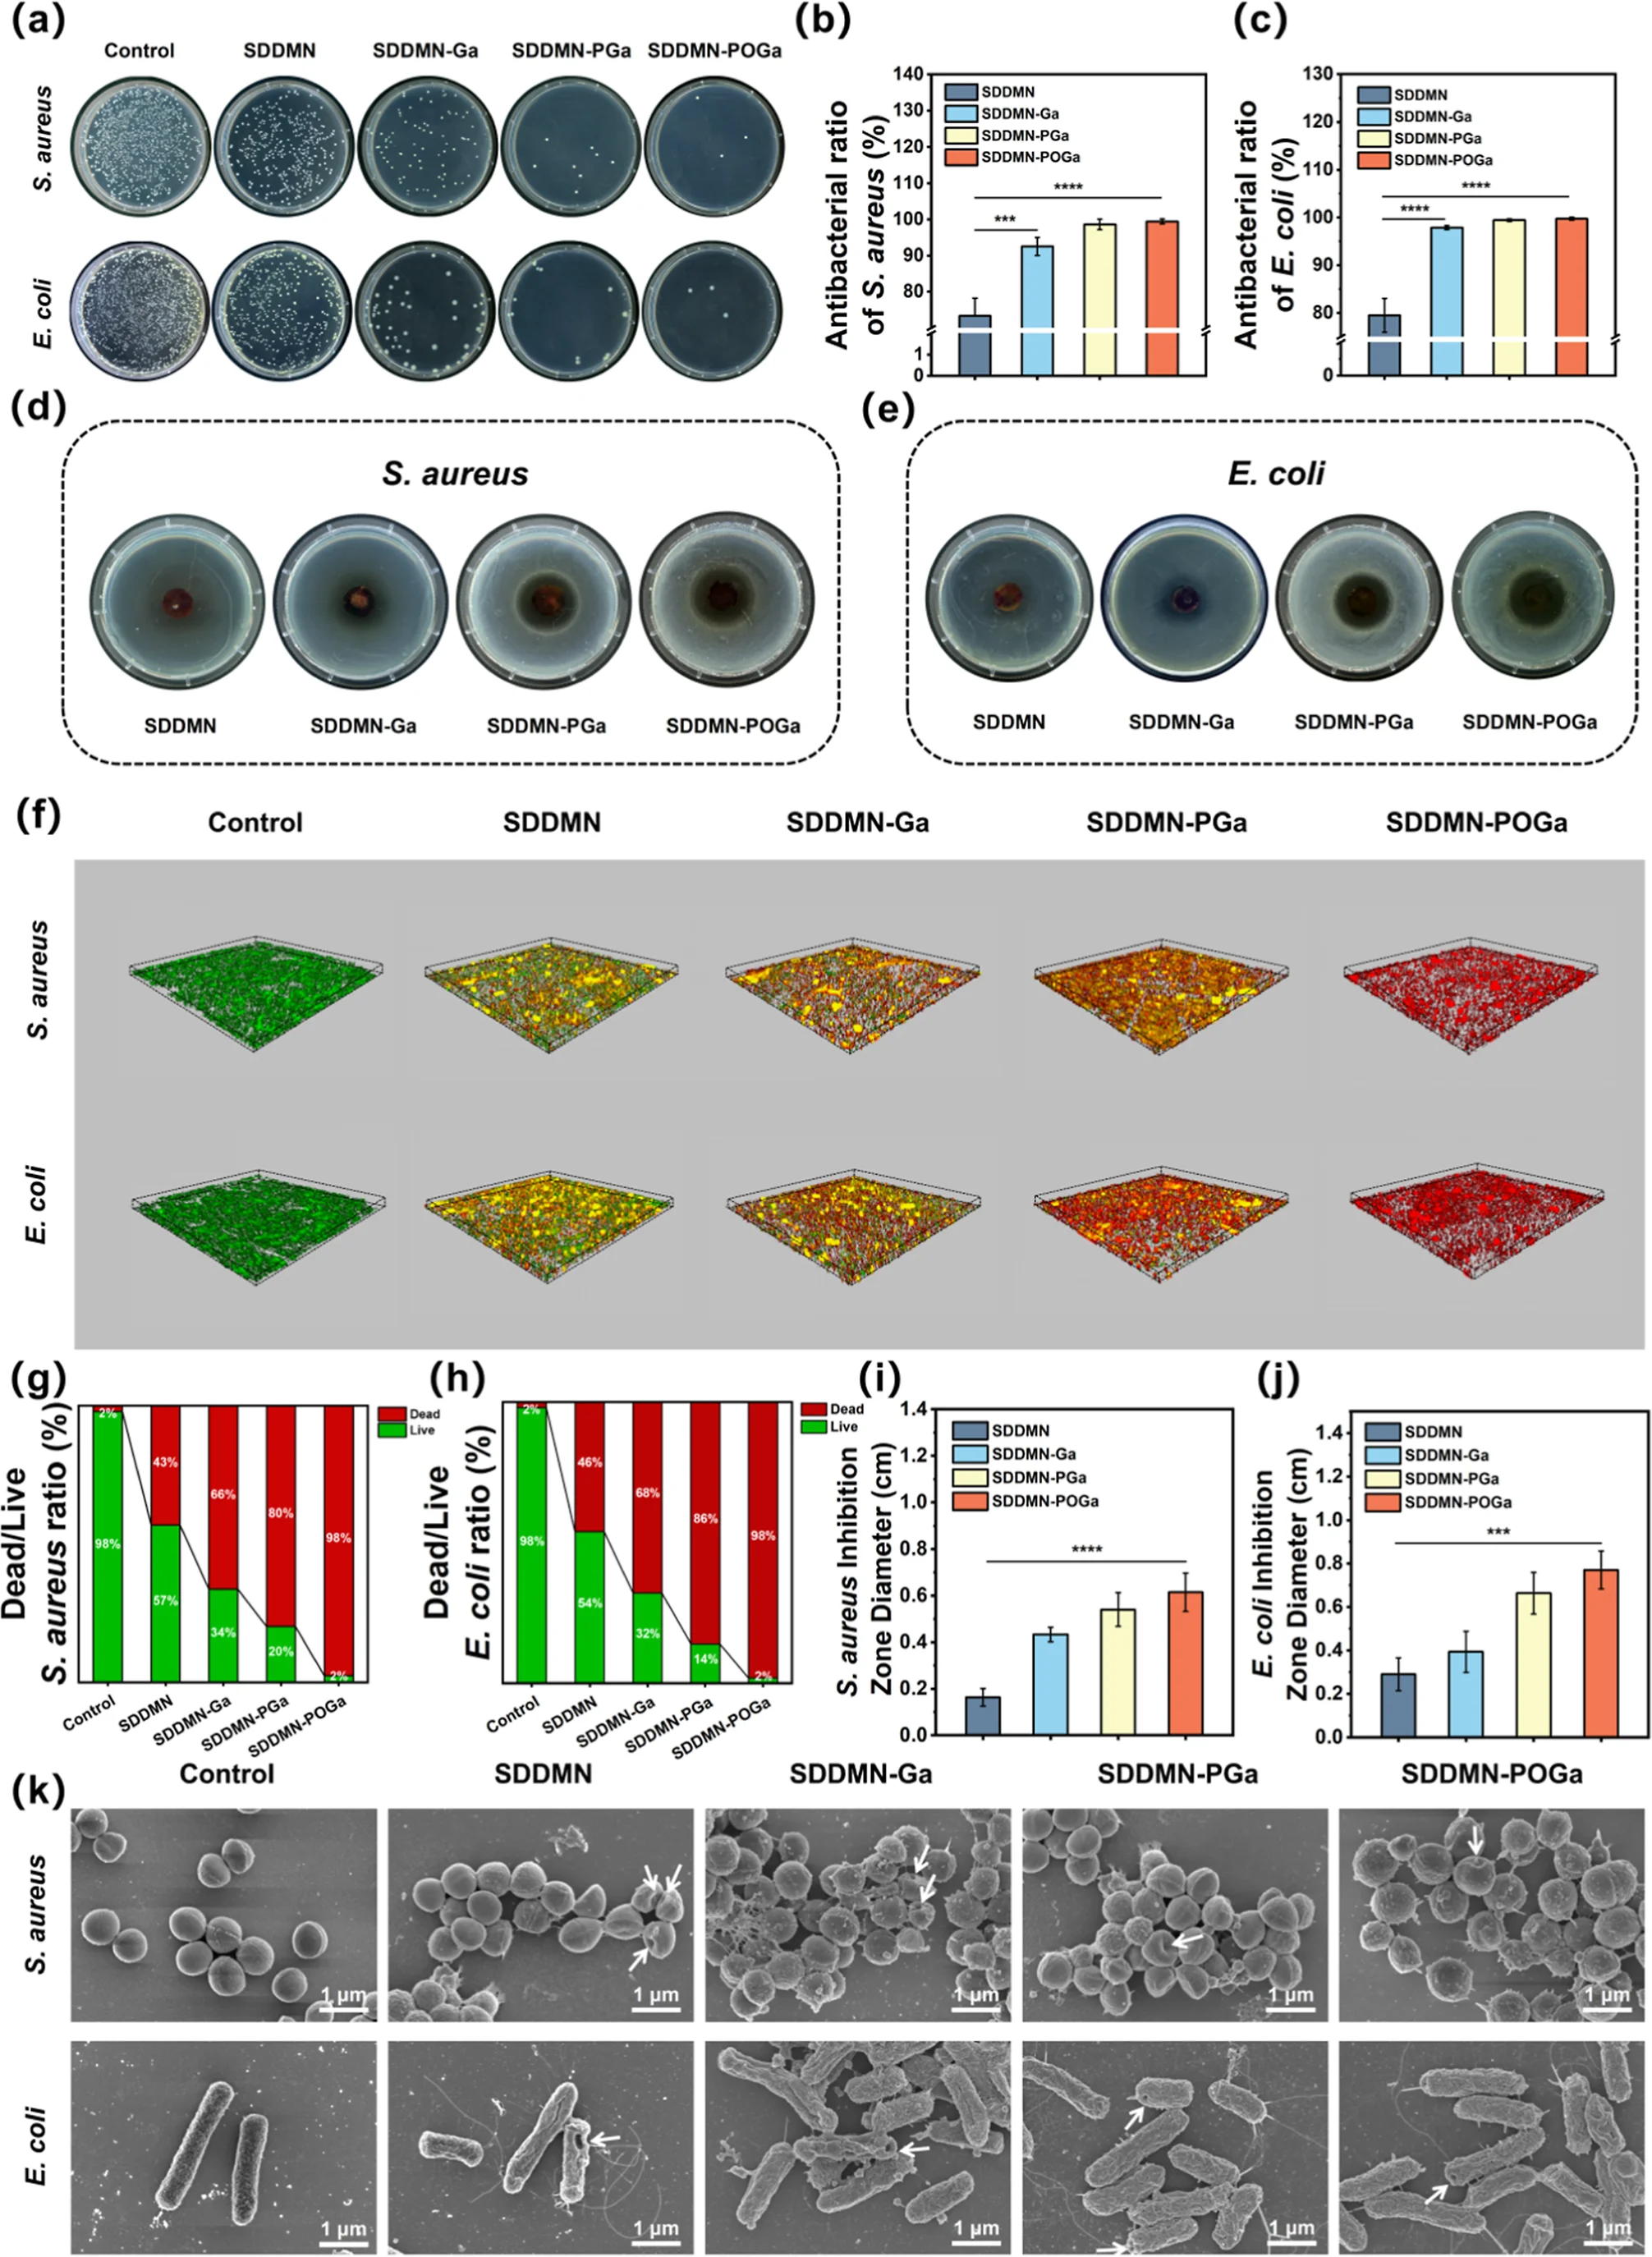 (a)
Control SDDMN SDDMN-Ga SDDMN-PGa SDDMN-POGa
S. aureus
E. coli
(b)
Antibacterial ratio
of S. aureus (%)
140
130
120
110
100
90
80
1
0
SDDMN
SDDMN-Ga
SDDMN-PGa
SDDMN-POGa
****
***
(c)
Antibacterial ratio
of E. coli (%)
130
120
110
100
90
80
0
SDDMN
SDDMN-Ga
SDDMN-PGa
SDDMN-POGa
****
****
(d)
S. aureus
SDDMN SDDMN-Ga SDDMN-PGa SDDMN-POGa
(e)
E. coli
SDDMN SDDMN-Ga SDDMN-PGa SDDMN-POGa
(f)
Control SDDMN SDDMN-Ga SDDMN-PGa SDDMN-POGa
S. aureus
E. coli
(g)
Dead/Live
S. aureus ratio (%)
Dead
Live
2% 43% 66% 80% 98%
98% 57% 34% 20% 2%
Control SDDMN SDDMN-Ga SDDMN-PGa SDDMN-POGa
(h)
Dead/Live
E. coli ratio (%)
Dead
Live
2% 46% 68% 86% 98%
98% 54% 32% 14% 2%
Control SDDMN SDDMN-Ga SDDMN-PGa SDDMN-POGa
(i)
S. aureus Inhibition
Zone Diameter (cm)
1.4
1.2
1.0
0.8
0.6
0.4
0.2
0.0
SDDMN
SDDMN-Ga
SDDMN-PGa
SDDMN-POGa
****
(j)
E. coli Inhibition
Zone Diameter (cm)
1.4
1.2
1.0
0.8
0.6
0.4
0.2
0.0
SDDMN
SDDMN-Ga
SDDMN-PGa
SDDMN-POGa
***
(k)
Control SDDMN SDDMN-Ga SDDMN-PGa SDDMN-POGa
S. aureus
1 μm 1 μm 1 μm 1 μm 1 μm
E. coli
1 μm 1 μm 1 μm 1 μm 1 μm